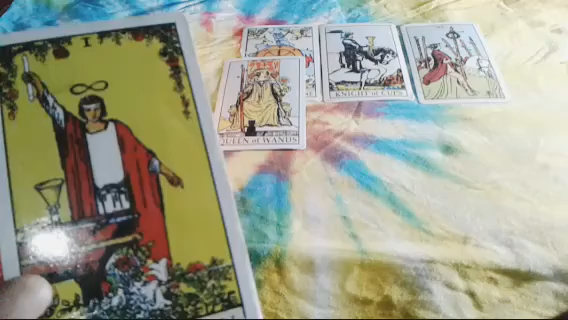 I
KNIGHT of CUPS
QUEEN of WANDS